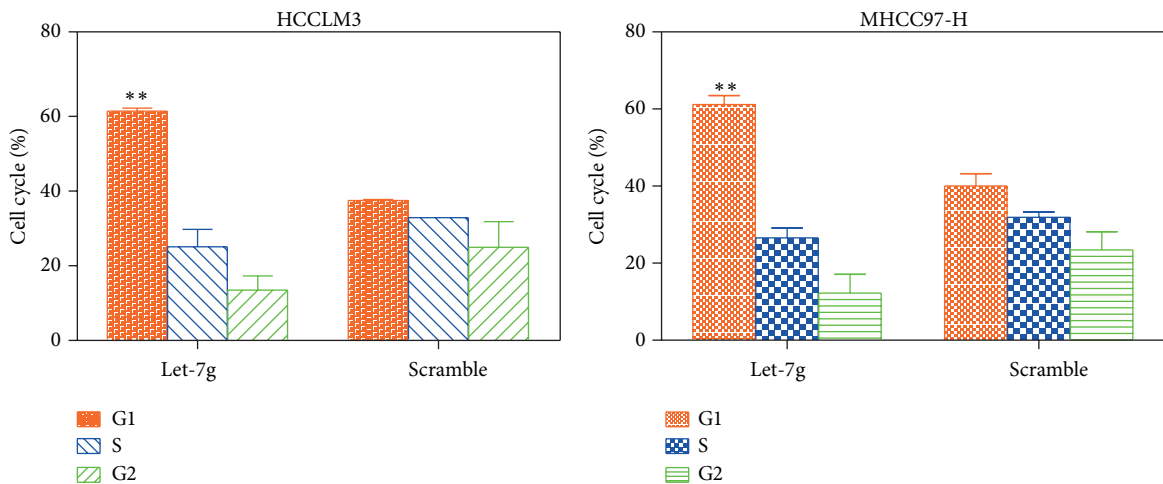 HCCLM3
80
60
40
20
0
Cell cycle (%)
**
Let-7g
Scramble
G1
S
G2
MHCC97-H
80
60
40
20
0
Cell cycle (%)
**
Let-7g
Scramble
G1
S
G2